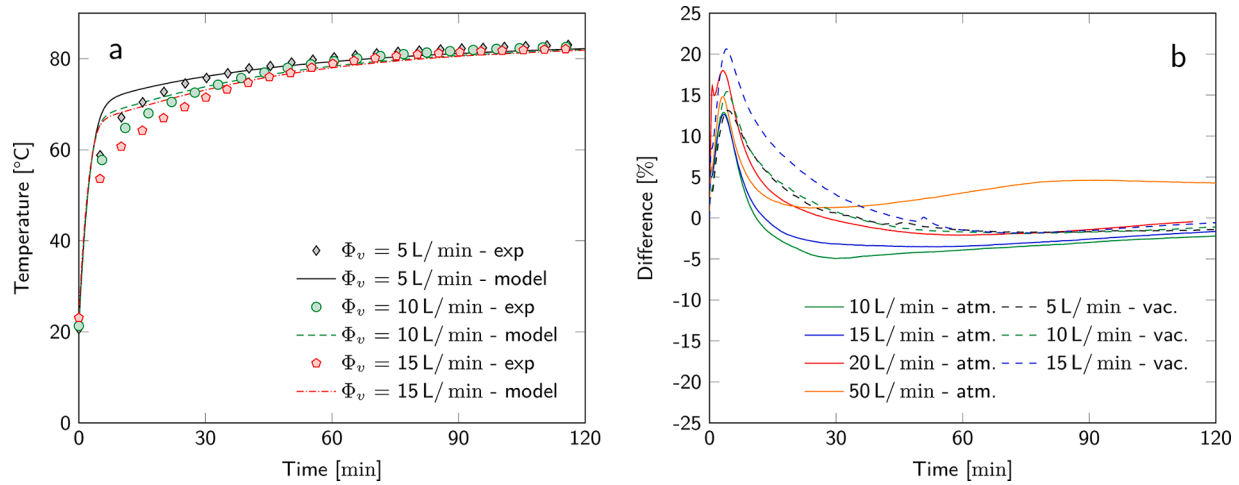 a
Temperature [°C]
80
60
40
20
0
0 30 60 90 120
Time [min]
Φv = 5 L/min - exp
Φv = 5 L/min - model
Φv = 10 L/min - exp
Φv = 10 L/min - model
Φv = 15 L/min - exp
Φv = 15 L/min - model
b
Difference [%]
25
20
15
10
5
0
-5
-10
-15
-20
-25
0 30 60 90 120
Time [min]
10 L/min - atm.
15 L/min - atm.
20 L/min - atm.
50 L/min - atm.
5 L/min - vac.
10 L/min - vac.
15 L/min - vac.